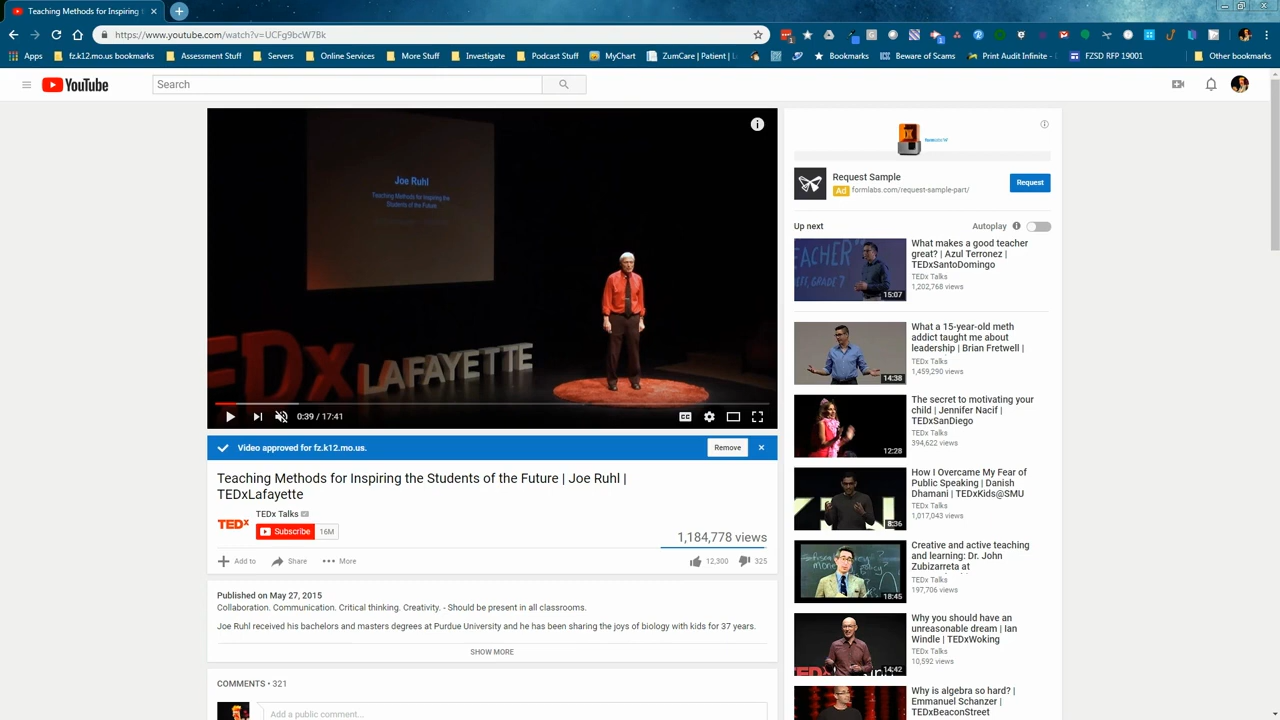 Teaching Methods for Inspiring t
https://www.youtube.com/watch?v=UCFg9bcW7Bk
Apps
fz.k12.mo.us bookmarks
Assessment Stuff
Servers
Online Services
More Stuff
Investigate
Podcast Stuff
MyChart
ZumCare | Patient | L
Bookmarks
Beware of Scams
Print Audit Infinite - C
FZSD RFP 19001
Other bookmarks
YouTube
Search
Joe Ruhl
Teaching Methods for Inspiring the
Students of the Future
TEDxLAFAYETTE
0:39 / 17:41
Video approved for fz.k12.mo.us.
Remove
Teaching Methods for Inspiring the Students of the Future | Joe Ruhl |
TEDxLafayette
TEDx
TEDx Talks
Subscribe 16M
1,184,778 views
Add to
Share
More
12,300
325
Published on May 27, 2015
Collaboration. Communication. Critical thinking. Creativity. - Should be present in all classrooms.
Joe Ruhl received his bachelors and masters degrees at Purdue University and he has been sharing the joys of biology with kids for 37 years.
SHOW MORE
COMMENTS • 321
Add a public comment...
Request Sample
Ad formlabs.com/request-sample-part/
Request
Up next
Autoplay
What makes a good teacher
great? | Azul Terronez |
TEDxSantoDomingo
TEDx Talks
1,202,768 views
15:07
What a 15-year-old meth
addict taught me about
leadership | Brian Fretwell |
TEDx Talks
1,459,290 views
14:38
The secret to motivating your
child | Jennifer Nacif |
TEDxSanDiego
TEDx Talks
394,622 views
12:28
How I Overcame My Fear of
Public Speaking | Danish
Dhamani | TEDxKids@SMU
TEDx Talks
1,017,043 views
8:36
Creative and active teaching
and learning: Dr. John
Zubizarreta at
TEDx Talks
197,706 views
18:45
Why you should have an
unreasonable dream | Ian
Windle | TEDxWoking
TEDx Talks
10,592 views
14:42
Why is algebra so hard? |
Emmanuel Schanzer |
TEDxBeaconStreet